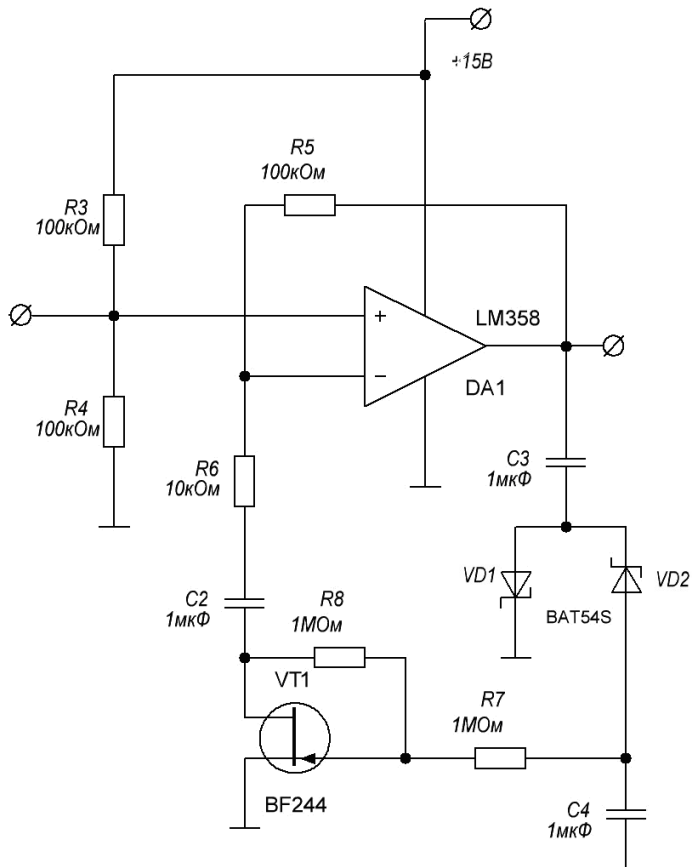 +15В
R5
100кОм
R3
100кОм
+
LM358
−
DA1
R4
100кОм
R6
10кОм
C3
1мкФ
C2
1мкФ
R8
1МОм
VD1
VD2
BAT54S
VT1
R7
1МОм
BF244
C4
1мкФ